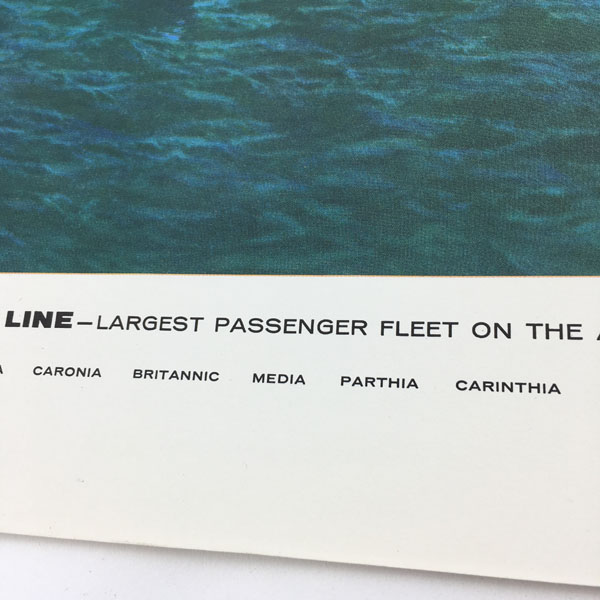 LINE—LARGEST PASSENGER FLEET ON THE A
A CARONIA BRITANNIC MEDIA PARTHIA CARINTHIA